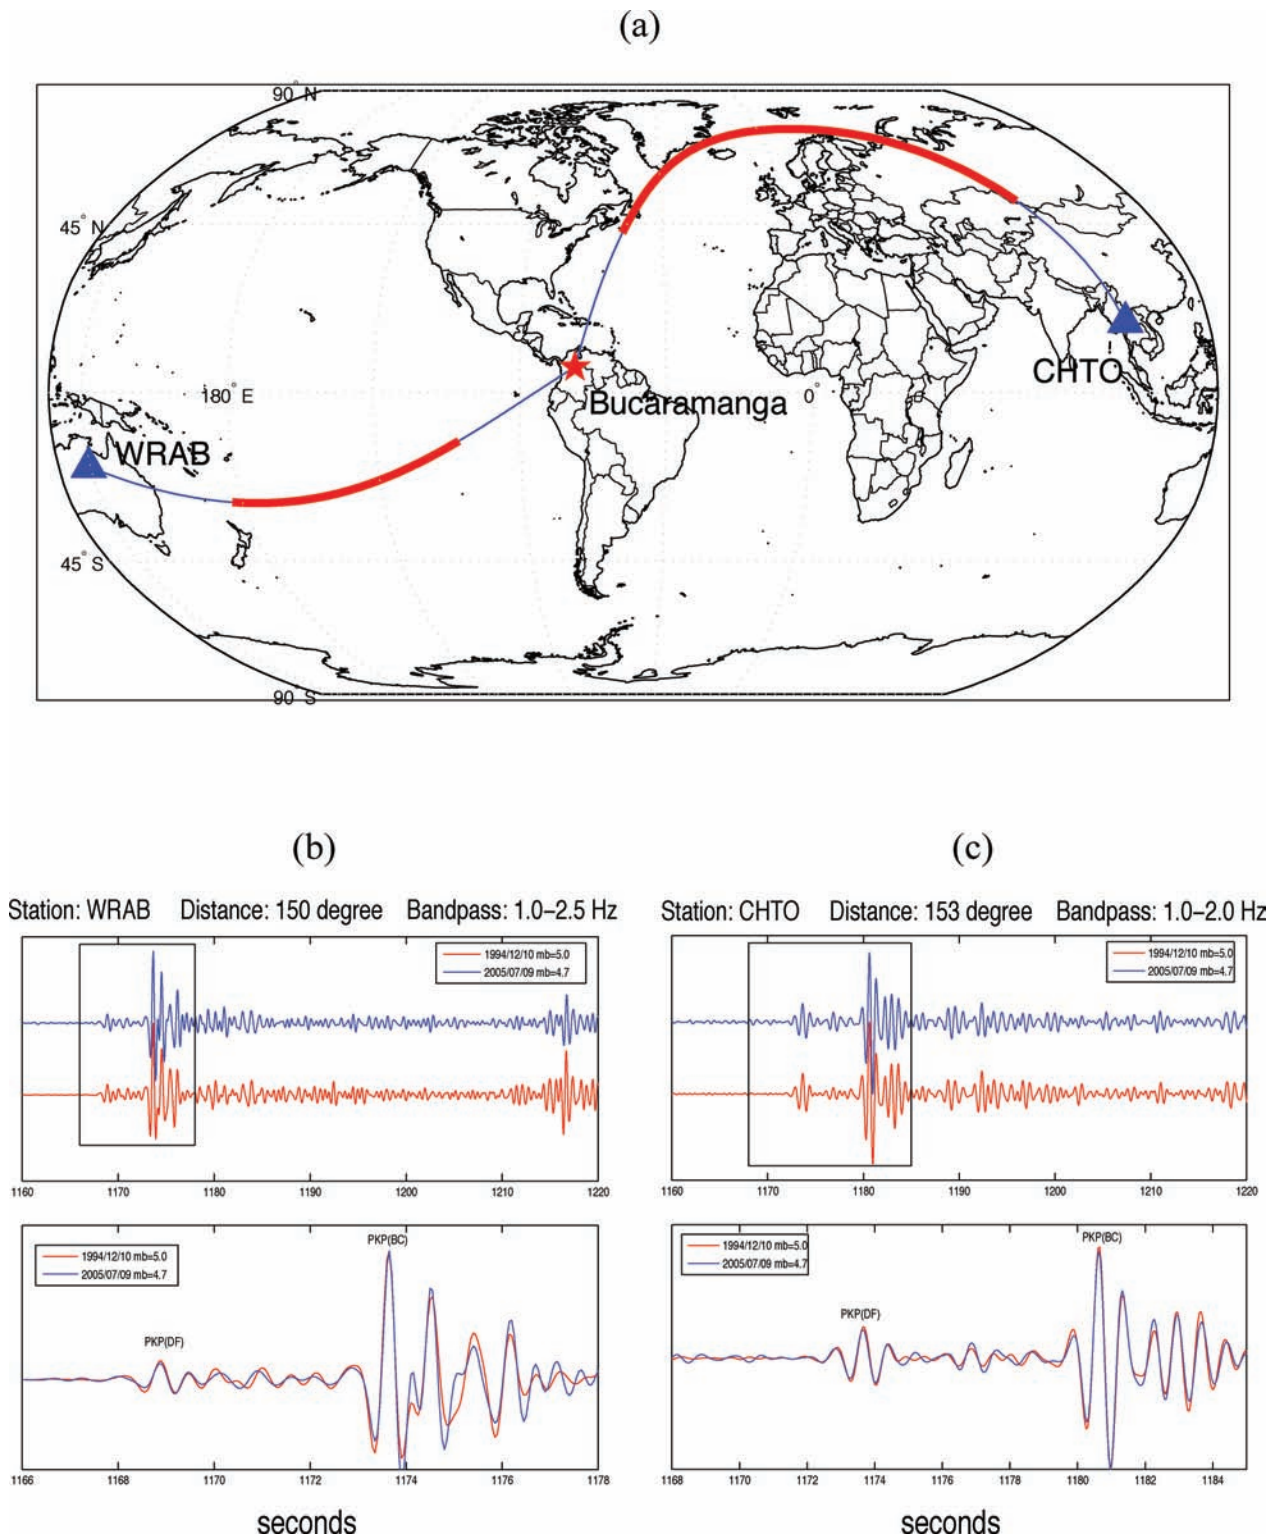 (a)
90° N
45° N
180° E
0°
CHTO
Bucaramanga
WRAB
45° S
90° S
(b)
Station: WRAB Distance: 150 degree Bandpass: 1.0–2.5 Hz
1994/12/10 mb=5.0
2005/07/09 mb=4.7
1160 1170 1180 1190 1200 1210 1220
1994/12/10 mb=5.0
2005/07/09 mb=4.7
PKP(BC)
PKP(DF)
1166 1168 1170 1172 1174 1176 1178
seconds
(c)
Station: CHTO Distance: 153 degree Bandpass: 1.0–2.0 Hz
1994/12/10 mb=5.0
2005/07/09 mb=4.7
1160 1170 1180 1190 1200 1210 1220
1994/12/10 mb=5.0
2005/07/09 mb=4.7
PKP(BC)
PKP(DF)
1168 1170 1172 1174 1176 1178 1180 1182 1184
seconds